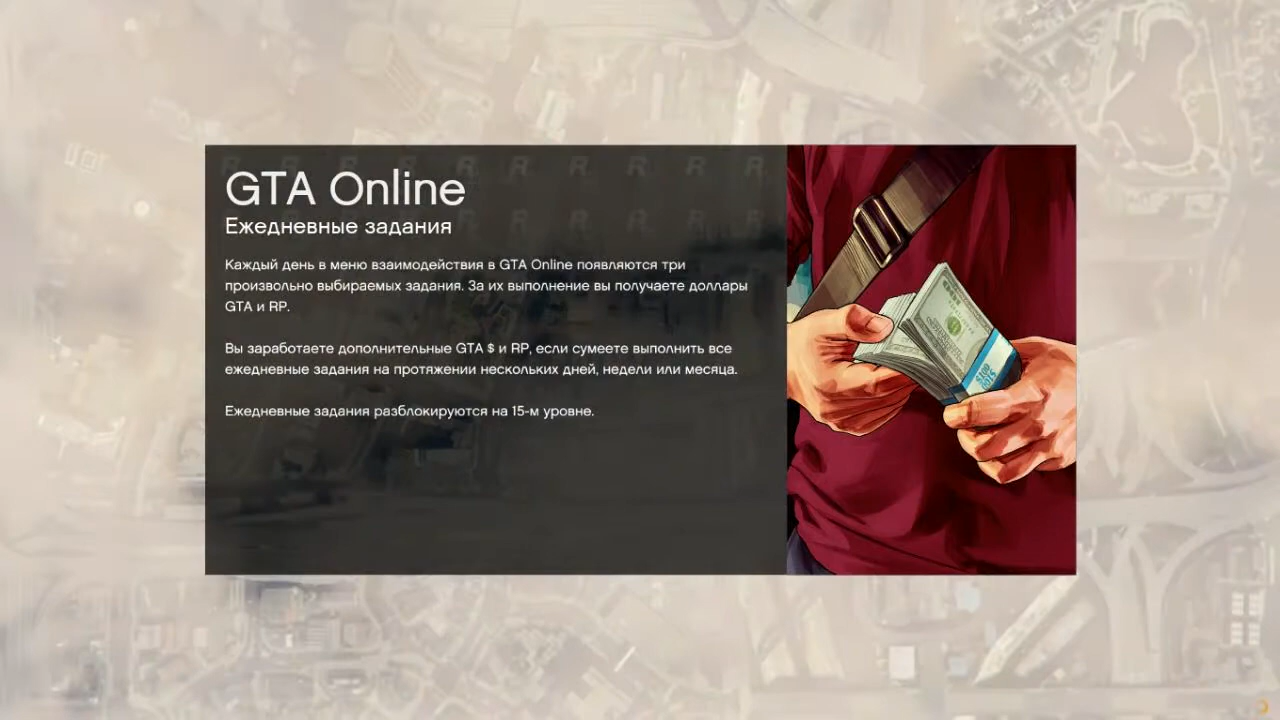 GTA Online
Ежедневные задания
Каждый день в меню взаимодействия в GTA Online появляются три
произвольно выбираемых задания. За их выполнение вы получаете доллары
GTA и RP.
Вы заработаете дополнительные GTA $ и RP, если сумеете выполнить все
ежедневные задания на протяжении нескольких дней, недели или месяца.
Ежедневные задания разблокируются на 15-м уровне.